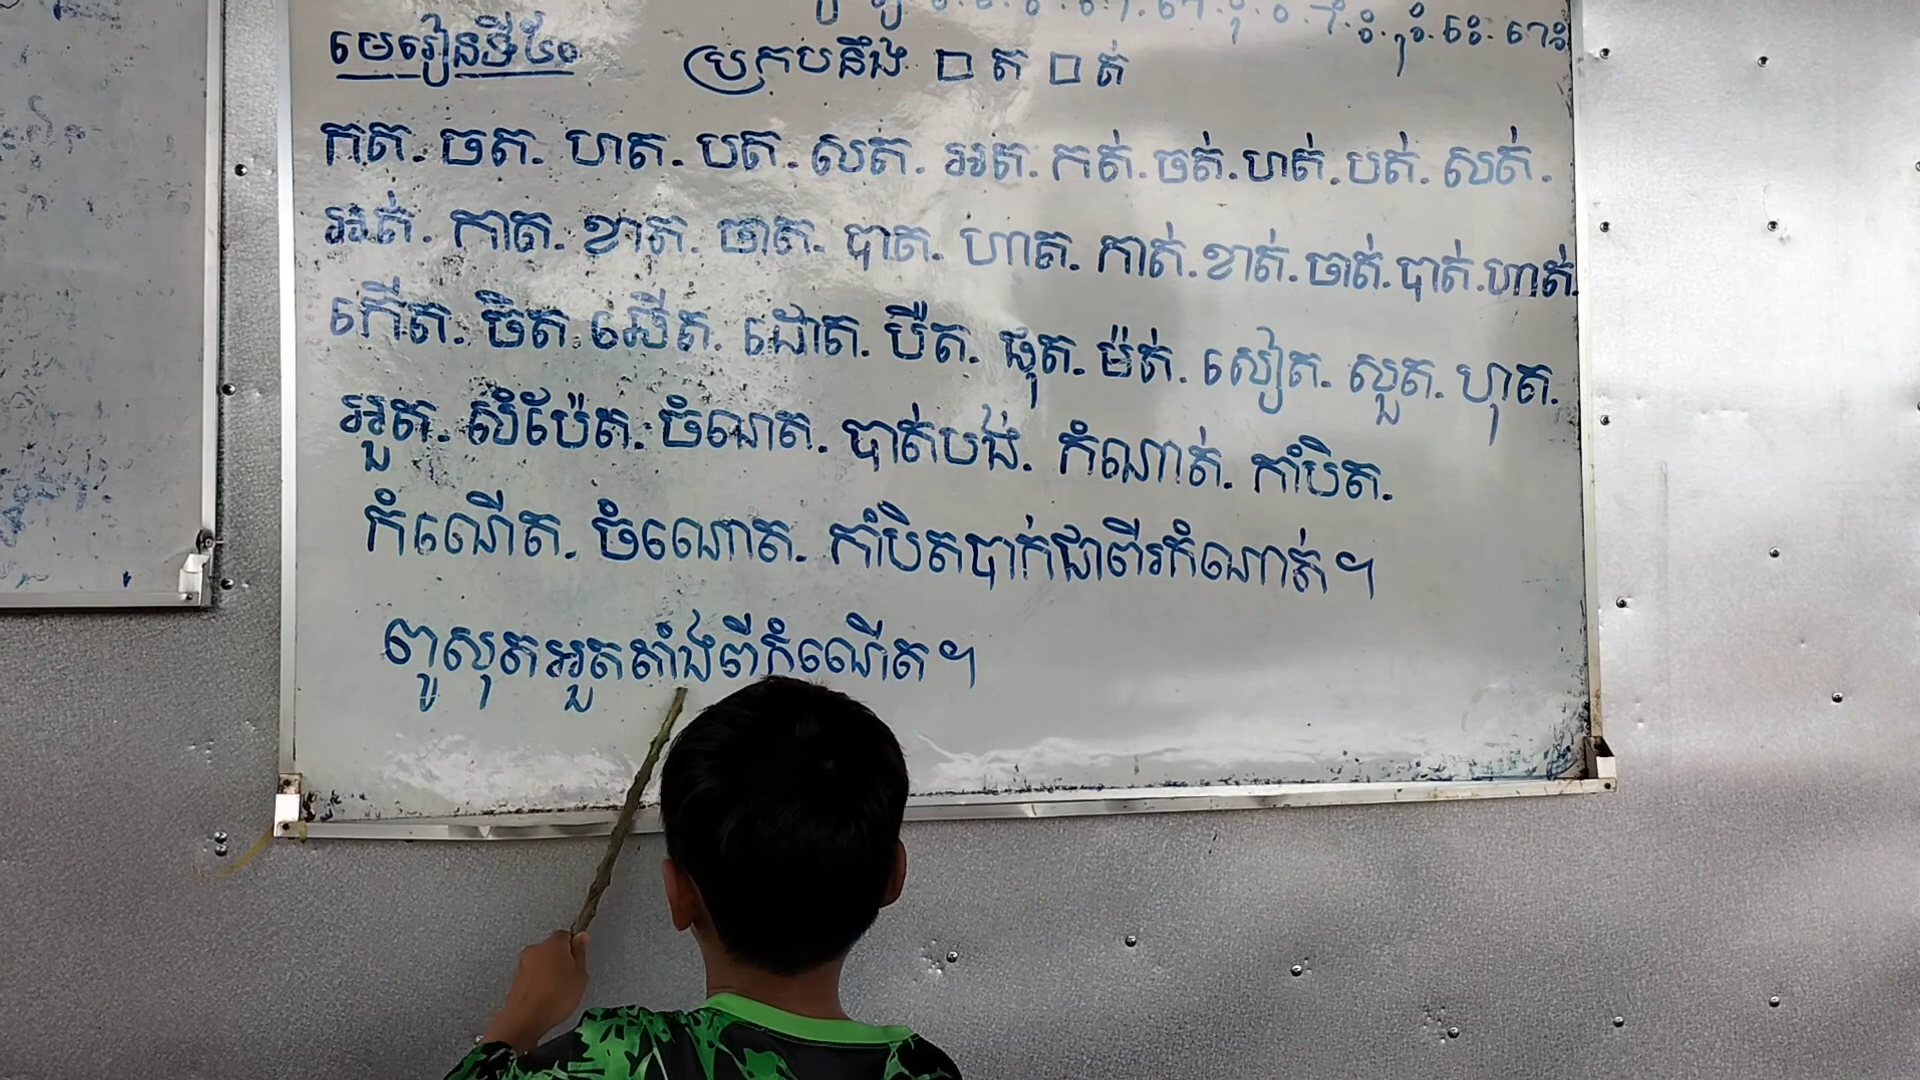 មេរៀនទី៤០ ប្រកបនឹង □ ត □ ត់
កត. ចត. ហត. បត. សត. អត. កត់. ចត់. ហត់. បត់. សត់.
អត់. កាត. ខាត. ចាត. បាត. ហាត. កាត់. ខាត់. ចាត់. បាត់. ហាត់.
កើត. ចិត. ឆើត. ដោត. បឺត. ផុត. ម៉ត់. សៀត. សួត. ហុត.
អួត. សំប៉ែត. ចំណត. បាត់បង់. កំណាត់. កាំបិត.
កំណើត. ចំណោត. កាំបិតបាក់ជាពីរកំណាត់។
ពូសុតអួតតាំងពីកំណើត។